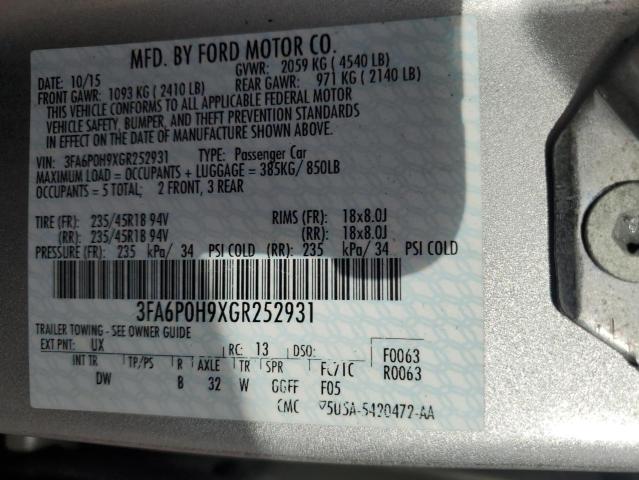 MFD. BY FORD MOTOR CO.
10/15 GVWR: 2059 KG ( 4540 LB)
FRONT GAWR: 1093 KG ( 2410 LB) REAR GAWR: 971 KG ( 2140 LB)
THIS VEHICLE CONFORMS TO ALL APPLICABLE FEDERAL MOTOR
VEHICLE SAFETY, BUMPER, AND THEFT PREVENTION STANDARDS
IN EFFECT ON THE DATE OF MANUFACTURE SHOWN ABOVE.
VIN: 3FA6P0H9XGR252931 TYPE: Passenger Car
MAXIMUM LOAD = OCCUPANTS + LUGGAGE = 385KG/ 850LB
OCCUPANTS = 5 TOTAL; 2 FRONT, 3 REAR
TIRE (FR): 235/45R18 94V RIMS (FR): 18x8.0J
(RR): 235/45R18 94V (RR): 18x8.0J
PRESSURE (FR): 235 kPa/ 34 PSI COLD (RR): 235 kPa/ 34 PSI COLD
3FA6P0H9XGR252931
TRAILER TOWING - SEE OWNER GUIDE
EXT PNT: UX RC: 13 DSO: F0063
INT TR TP/PS R AXLE TR SPR R0063
DW B 32 W GGFF F05
CMC 5USA-5420472-AA